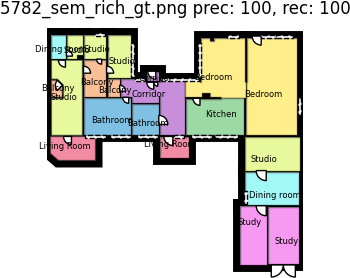 5782_sem_rich_gt.png prec: 100, rec: 100
Dining room
Studio
Studio
Studio
Bedroom
Balcony
Balcony
Balcony
Studio
Corridor
Bedroom
Kitchen
Bathroom
Bathroom
Living Room
Living Room
Studio
Dining room
Study
Study